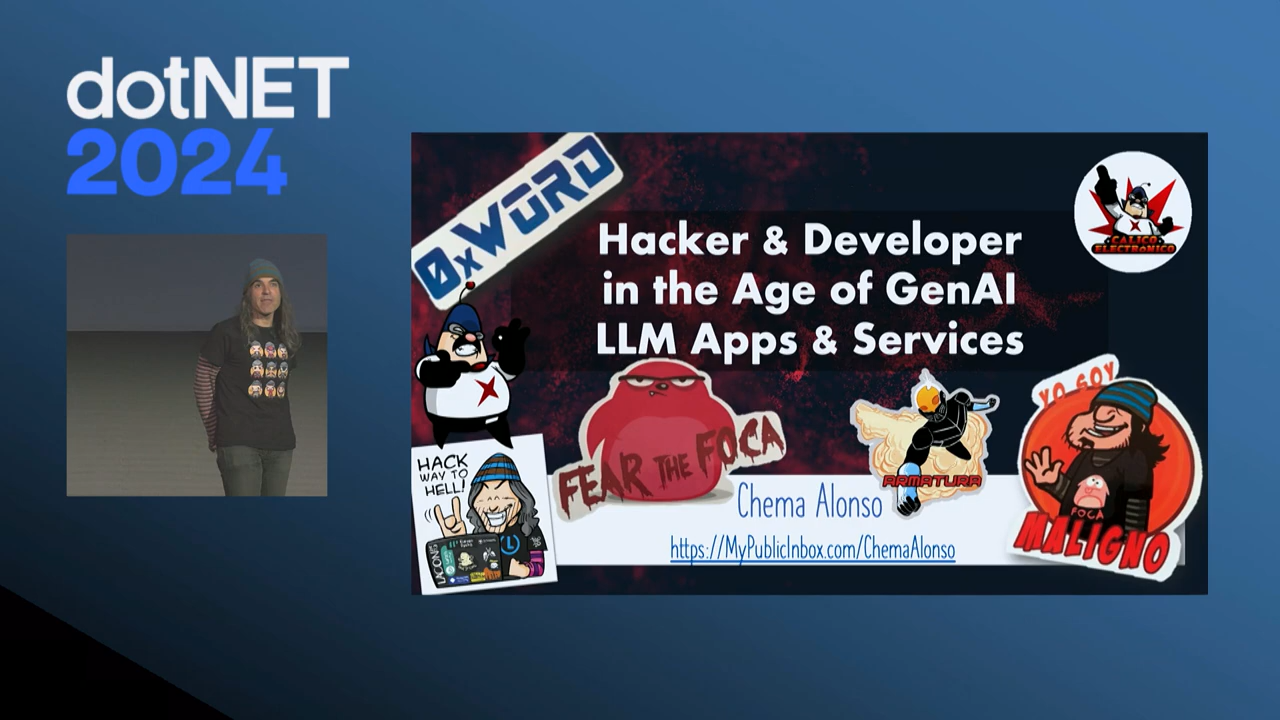 dotNET
2024
0xWORD
Hacker & Developer
in the Age of GenAI
LLM Apps & Services
CALICO
ELECTRONICO
FEAR THE FOCA
ARMATURA
YO SOY
FOCA
MALIGNO
HACK
WAY TO
HELL!
Chema Alonso
https://MyPublicInbox.com/ChemaAlonso